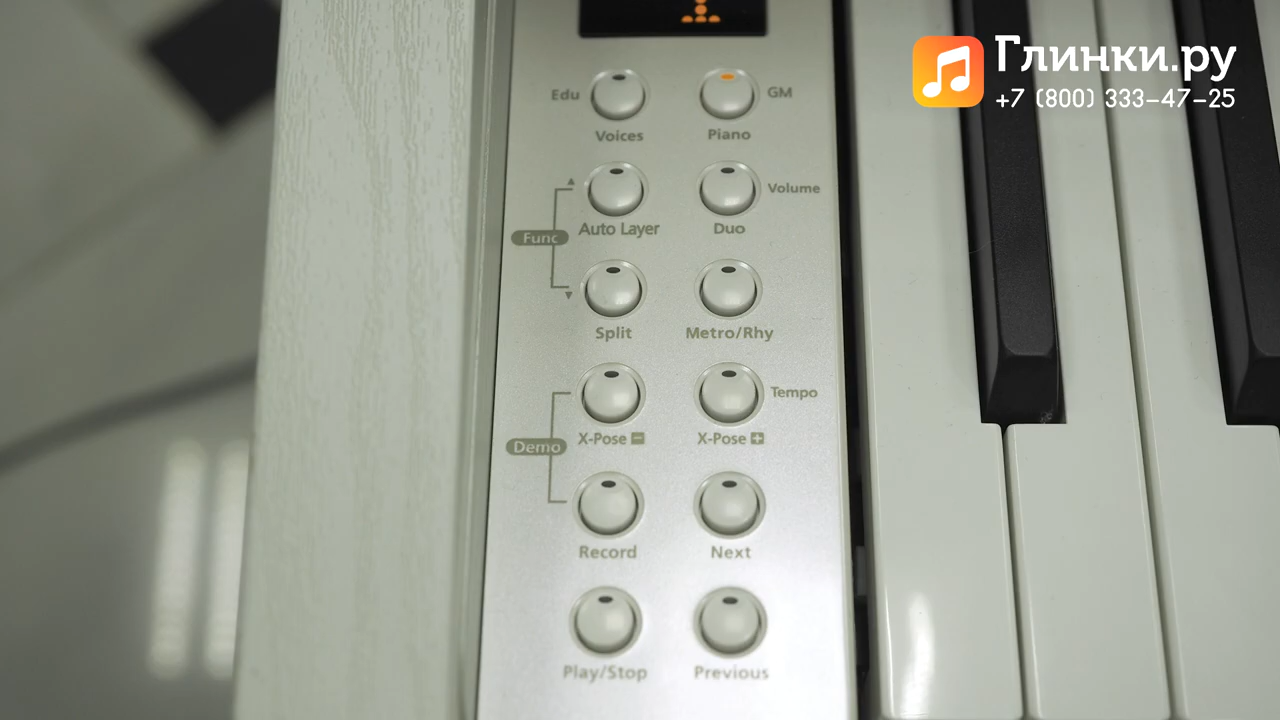 Глинки.ру
+7 (800) 333-47-25
Edu
GM
Voices
Piano
Volume
Func
Auto Layer
Duo
Split
Metro/Rhy
Tempo
X-Pose -
X-Pose +
Demo
Record
Next
Play/Stop
Previous